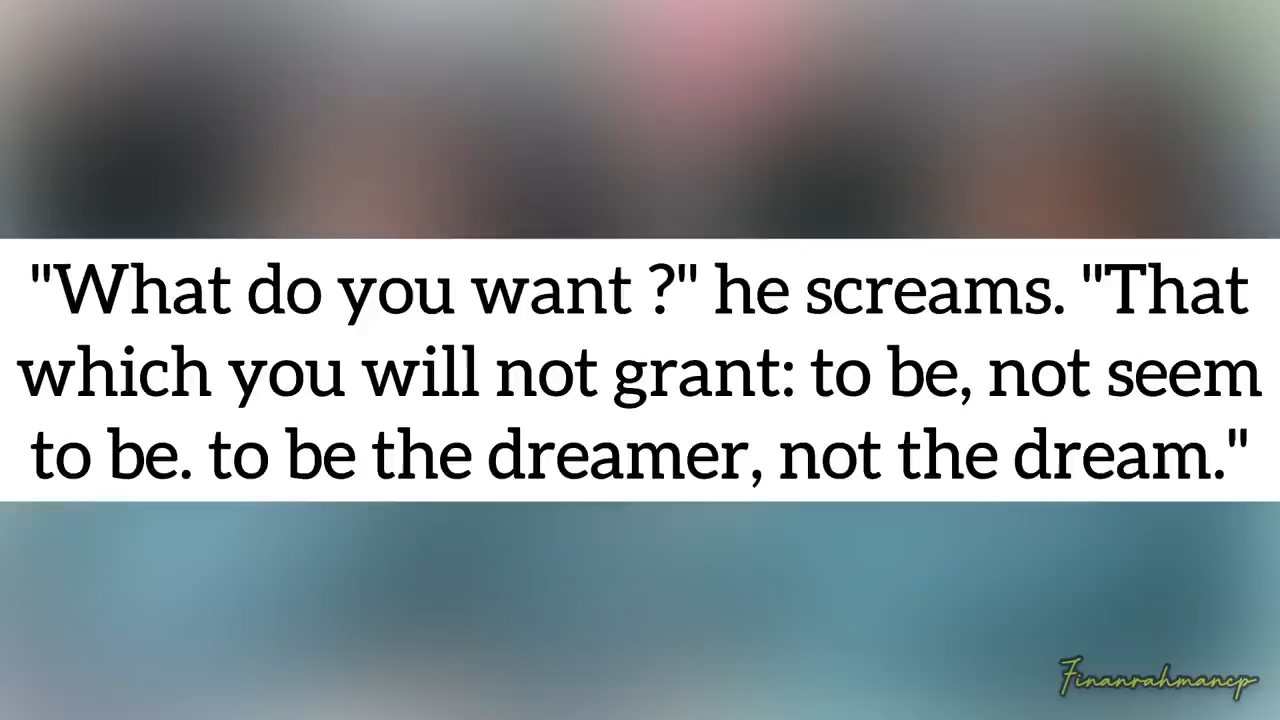 "What do you want ?" he screams. "That
which you will not grant: to be, not seem
to be. to be the dreamer, not the dream."
Finanrahmancp